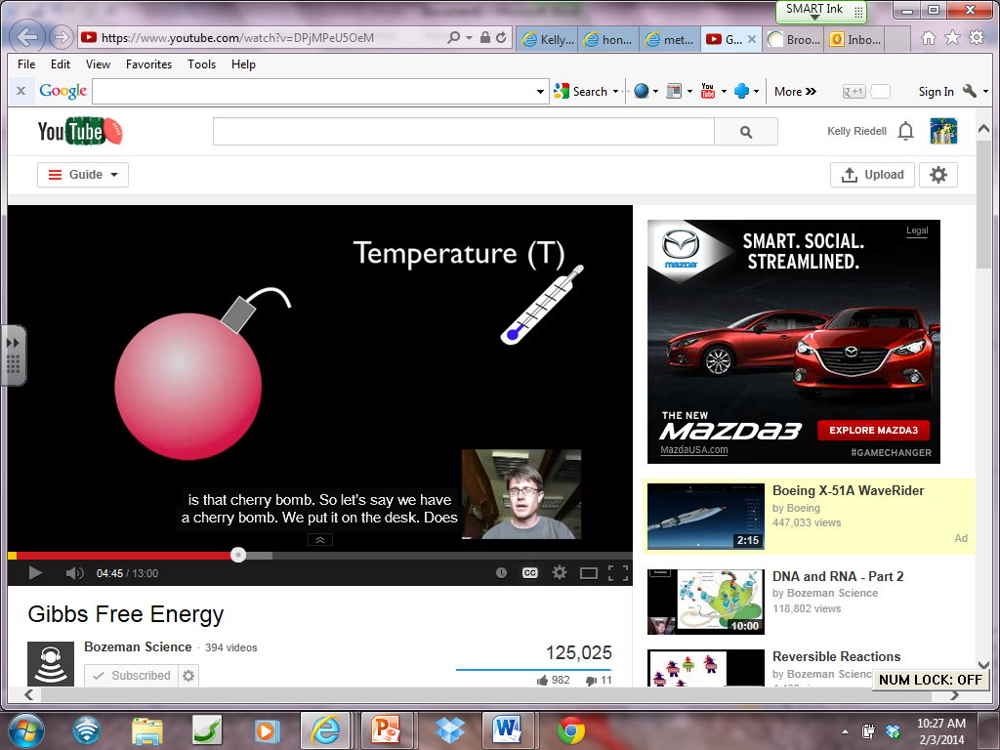 SMART Ink
https://www.youtube.com/watch?v=DPjMPeU5OeM
Kelly...
hon...
met...
G...
Broo...
Inbo...
File Edit View Favorites Tools Help
x Google Search More » g +1 Sign In
YouTube
Kelly Riedell
Guide
Upload
Temperature (T)
is that cherry bomb. So let's say we have
a cherry bomb. We put it on the desk. Does
04:45 / 13:00
CC
Gibbs Free Energy
Bozeman Science · 394 videos
Subscribed
125,025
982 11
Legal
mazda
SMART. SOCIAL.
STREAMLINED.
THE NEW
mazda3
MazdaUSA.com
EXPLORE MAZDA3
#GAMECHANGER
Boeing X-51A WaveRider
by Boeing
447,033 views
2:15
Ad
DNA and RNA - Part 2
by Bozeman Science
118,802 views
10:00
Reversible Reactions
by Bozeman Scienc
NUM LOCK: OFF
10:27 AM
2/3/2014